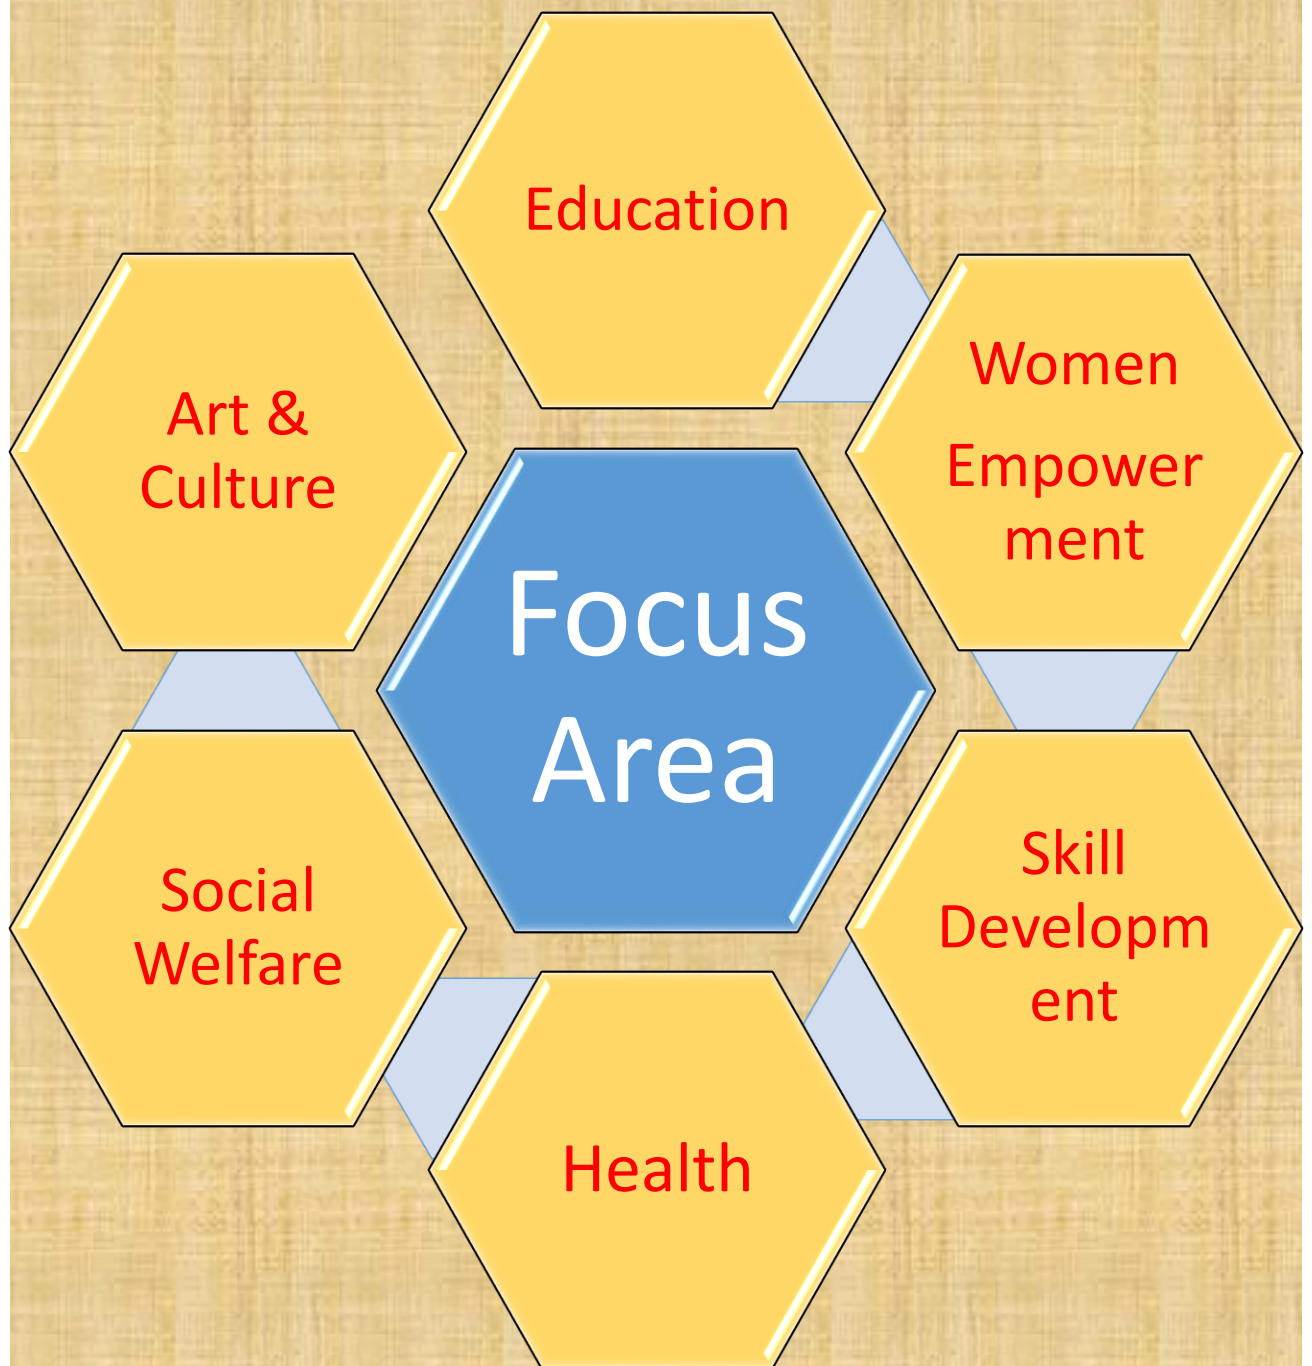 Education
Women
Empower
ment
Art &
Culture
Focus
Area
Skill
Developm
ent
Social
Welfare
Health